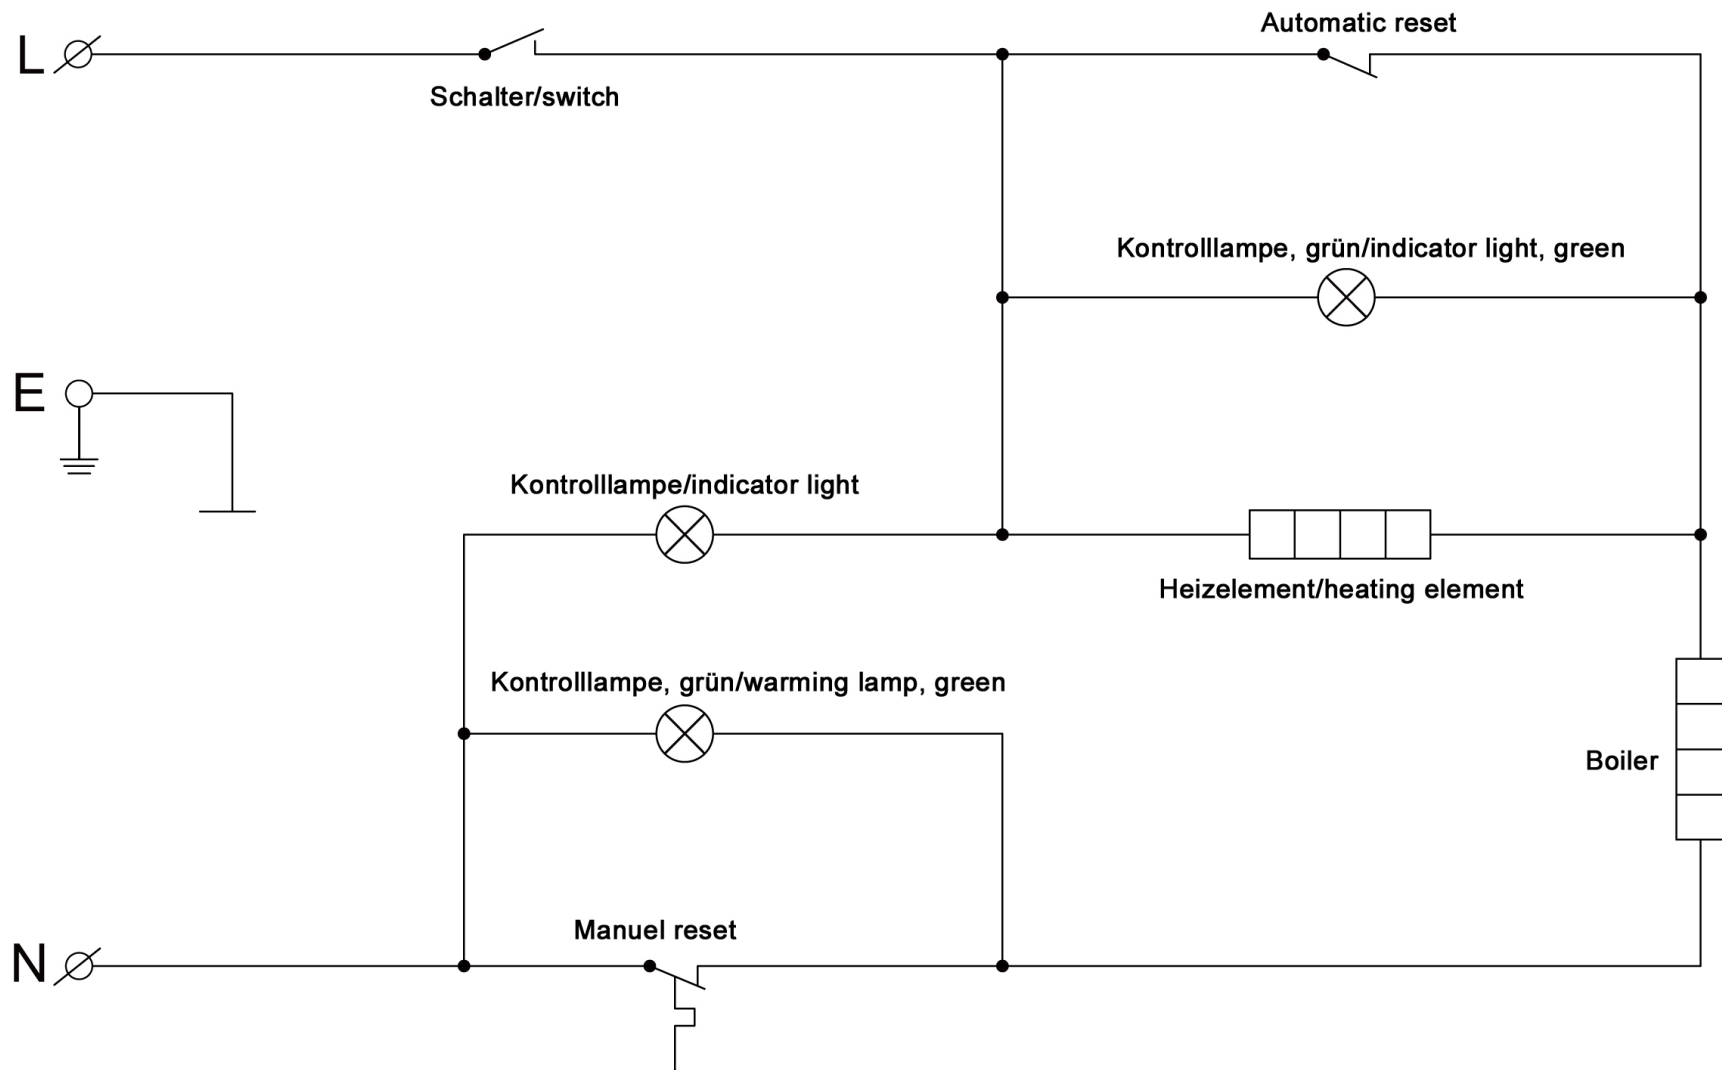 Automatic reset
L
Schalter/switch
Kontrolllampe, grün/indicator light, green
E
Kontrolllampe/indicator light
Heizelement/heating element
Kontrolllampe, grün/warming lamp, green
Boiler
Manuel reset
N